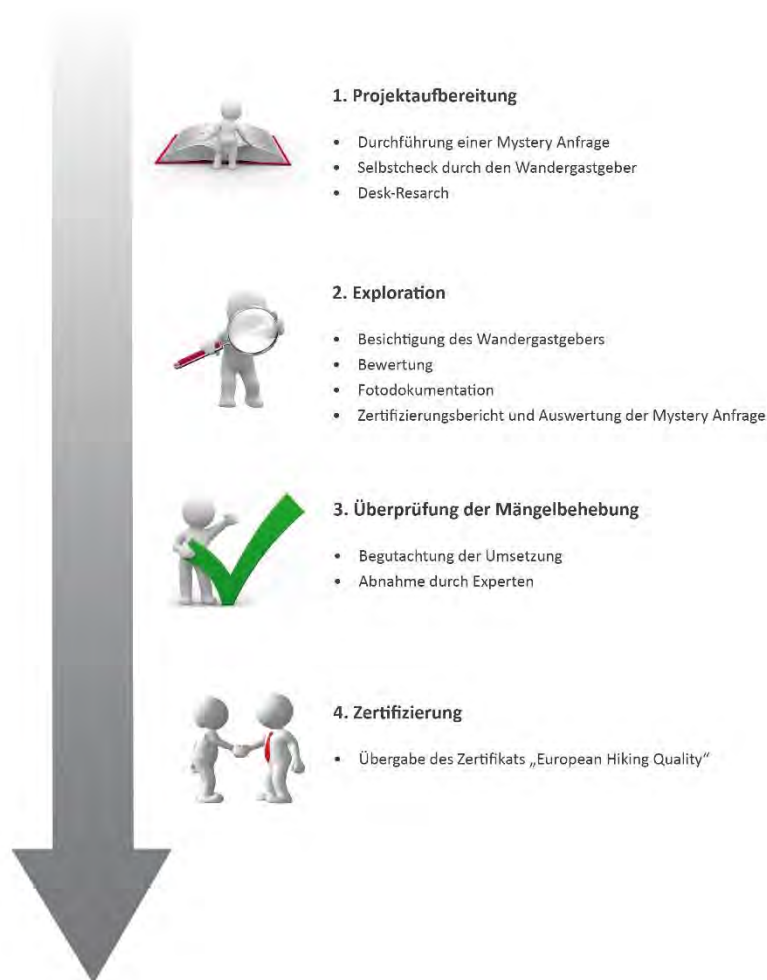 1. Projektaufbereitung
• Durchführung einer Mystery Anfrage
• Selbstcheck durch den Wandergastgeber
• Desk-Resarch
2. Exploration
• Besichtigung des Wandergastgebers
• Bewertung
• Fotodokumentation
• Zertifizierungsbericht und Auswertung der Mystery Anfrage
3. Überprüfung der Mängelbehebung
• Begutachtung der Umsetzung
• Abnahme durch Experten
4. Zertifizierung
• Übergabe des Zertifikats „European Hiking Quality“